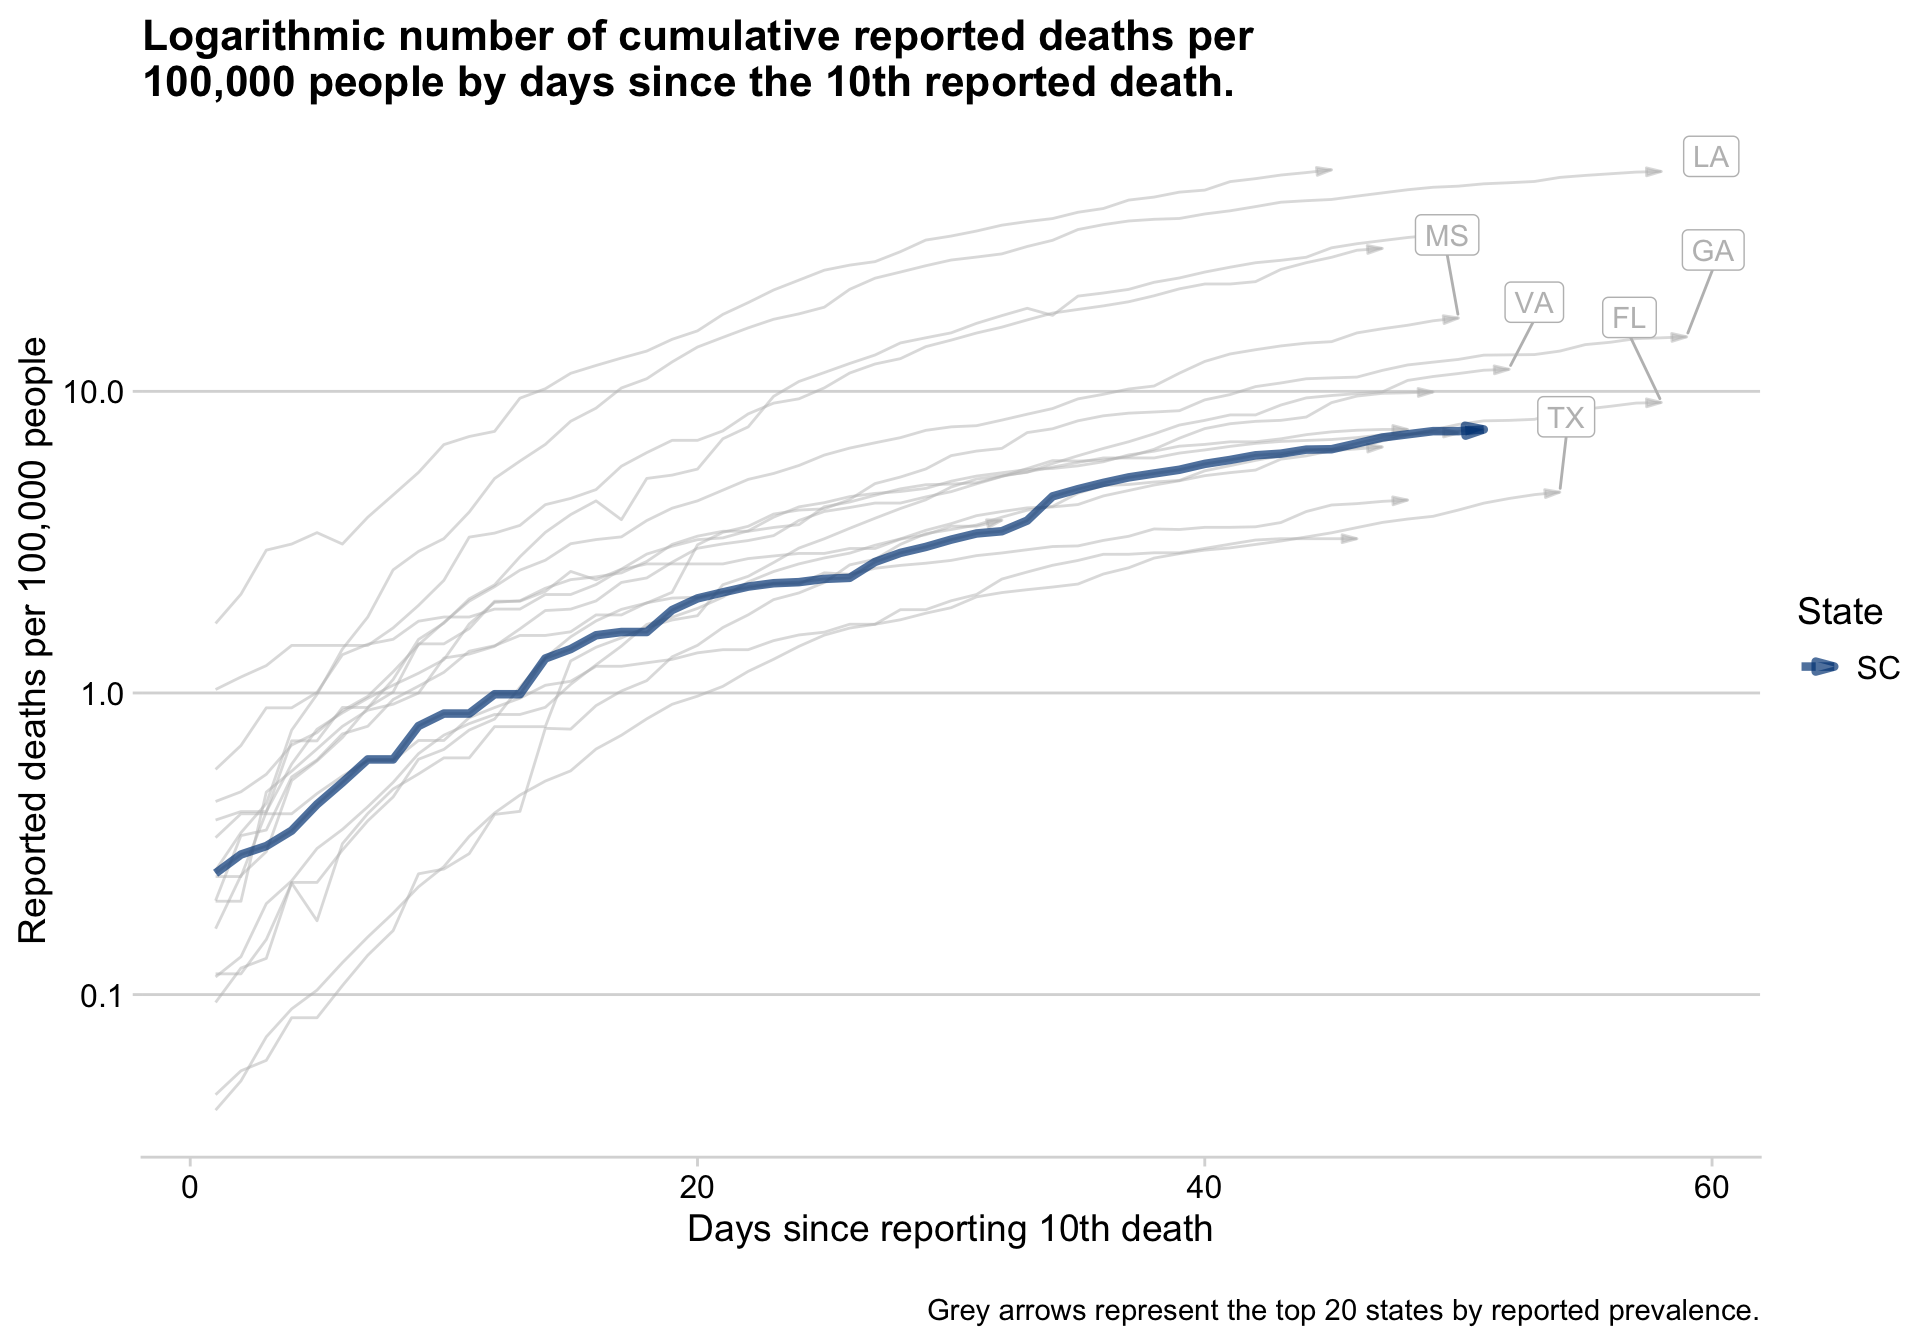 Logarithmic number of cumulative reported deaths per
100,000 people by days since the 10th reported death.
LA
MS
GA
VA
FL
TX
Reported deaths per 100,000 people
10.0
1.0
0.1
State
SC
0
20
40
60
Days since reporting 10th death
Grey arrows represent the top 20 states by reported prevalence.